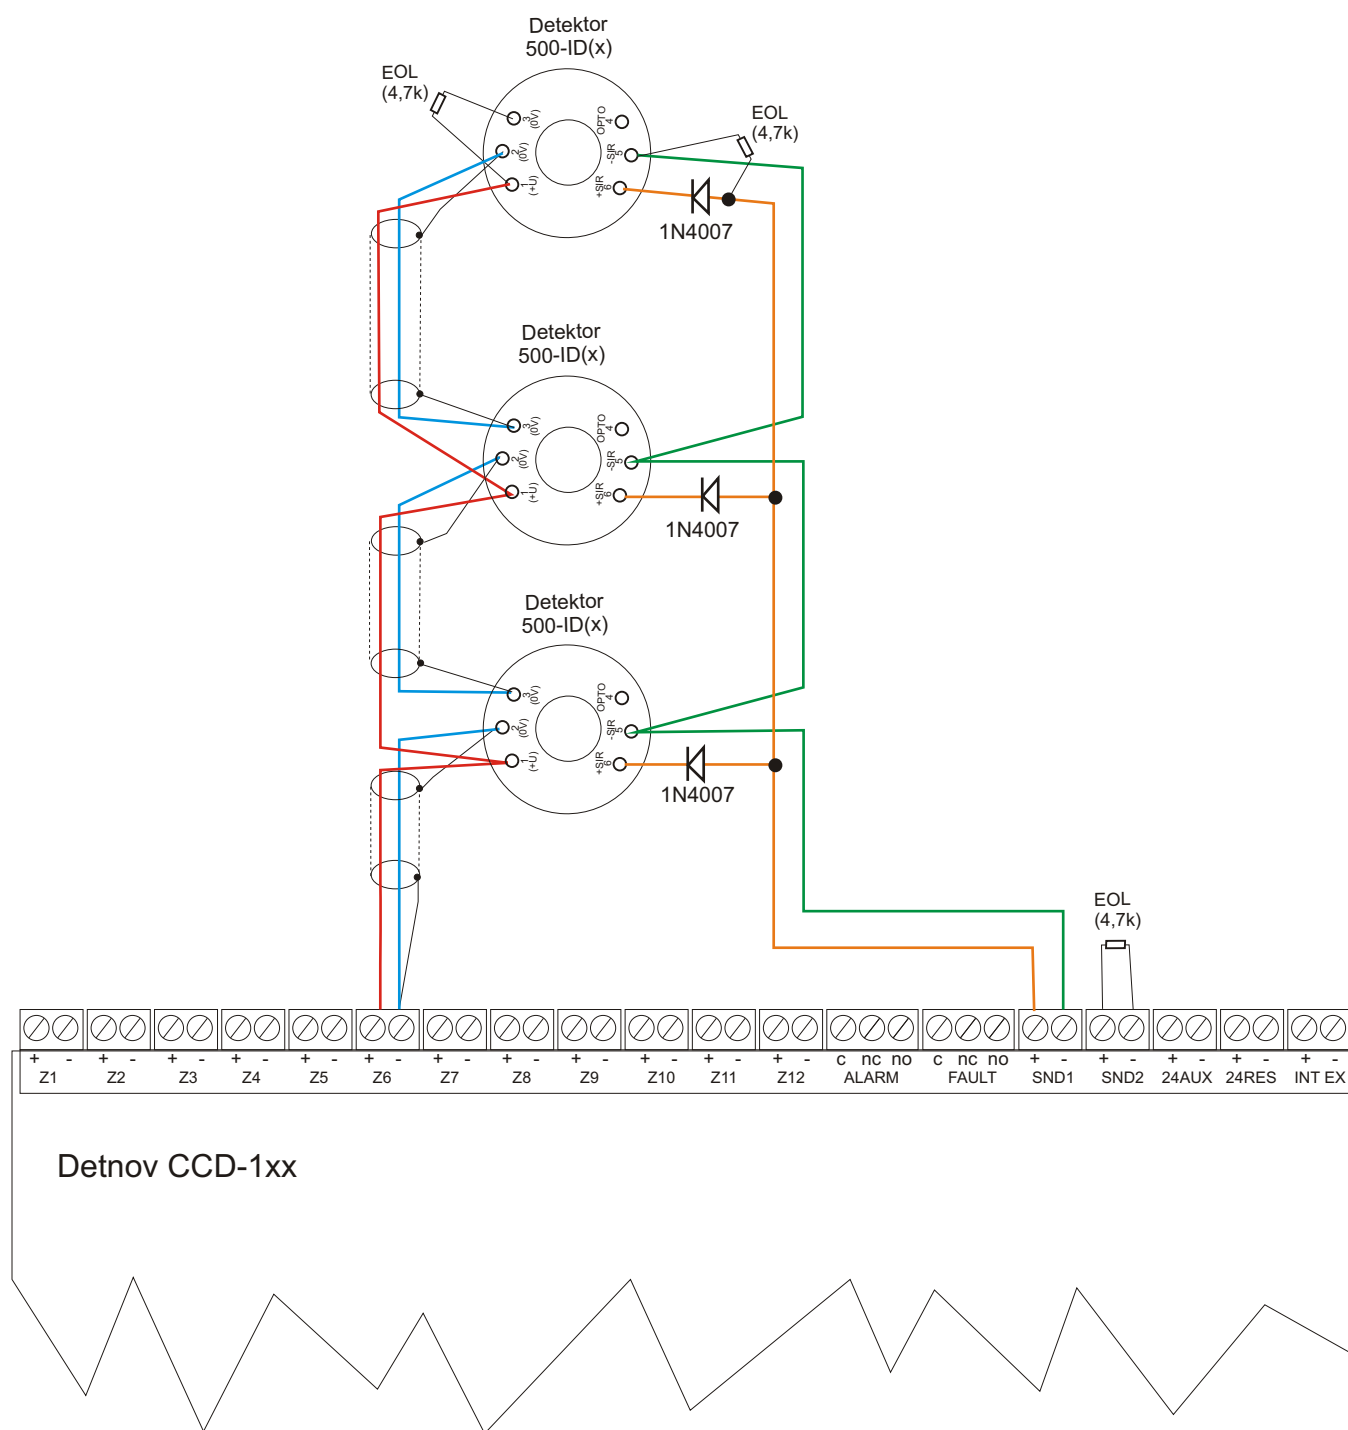 Detektor
500-ID(x)
EOL
(4,7k)
EOL
(4,7k)
3
(0V)
2
(0V)
1
(+U)
OPTO
4
-SIR
5
+SIR
6
1N4007
Detektor
500-ID(x)
3
(0V)
2
(0V)
1
(+U)
OPTO
4
-SIR
5
+SIR
6
1N4007
Detektor
500-ID(x)
3
(0V)
2
(0V)
1
(+U)
OPTO
4
-SIR
5
+SIR
6
1N4007
EOL
(4,7k)
+ - + - + - + - + - + - + - + - + - + - + - + - c nc no c nc no + - + - + - + - + -
Z1 Z2 Z3 Z4 Z5 Z6 Z7 Z8 Z9 Z10 Z11 Z12 ALARM FAULT SND1 SND2 24AUX 24RES INT EX
Detnov CCD-1xx